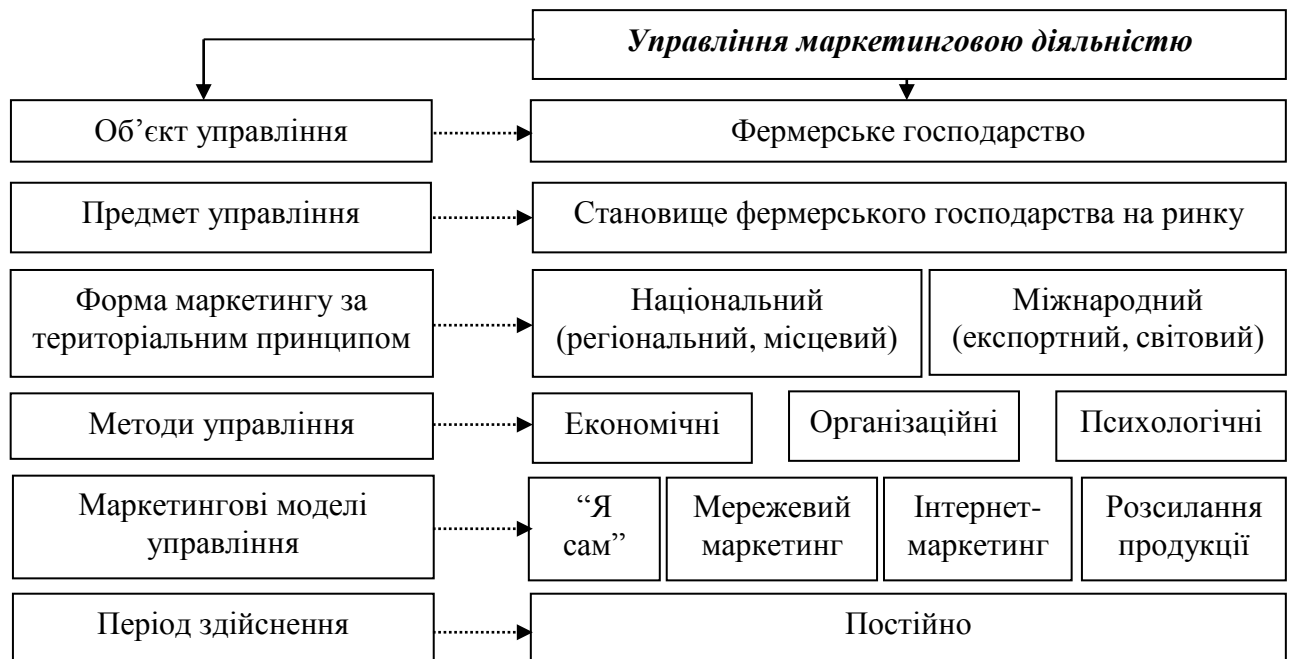 Управління маркетинговою діяльністю
Об’єкт управління
Фермерське господарство
Предмет управління
Становище фермерського господарства на ринку
Форма маркетингу за
територіальним принципом
Національний
(регіональний, місцевий)
Міжнародний
(експортний, світовий)
Методи управління
Економічні
Організаційні
Психологічні
Маркетингові моделі
управління
“Я
сам”
Мережевий
маркетинг
Інтернет-
маркетинг
Розсилання
продукції
Період здійснення
Постійно